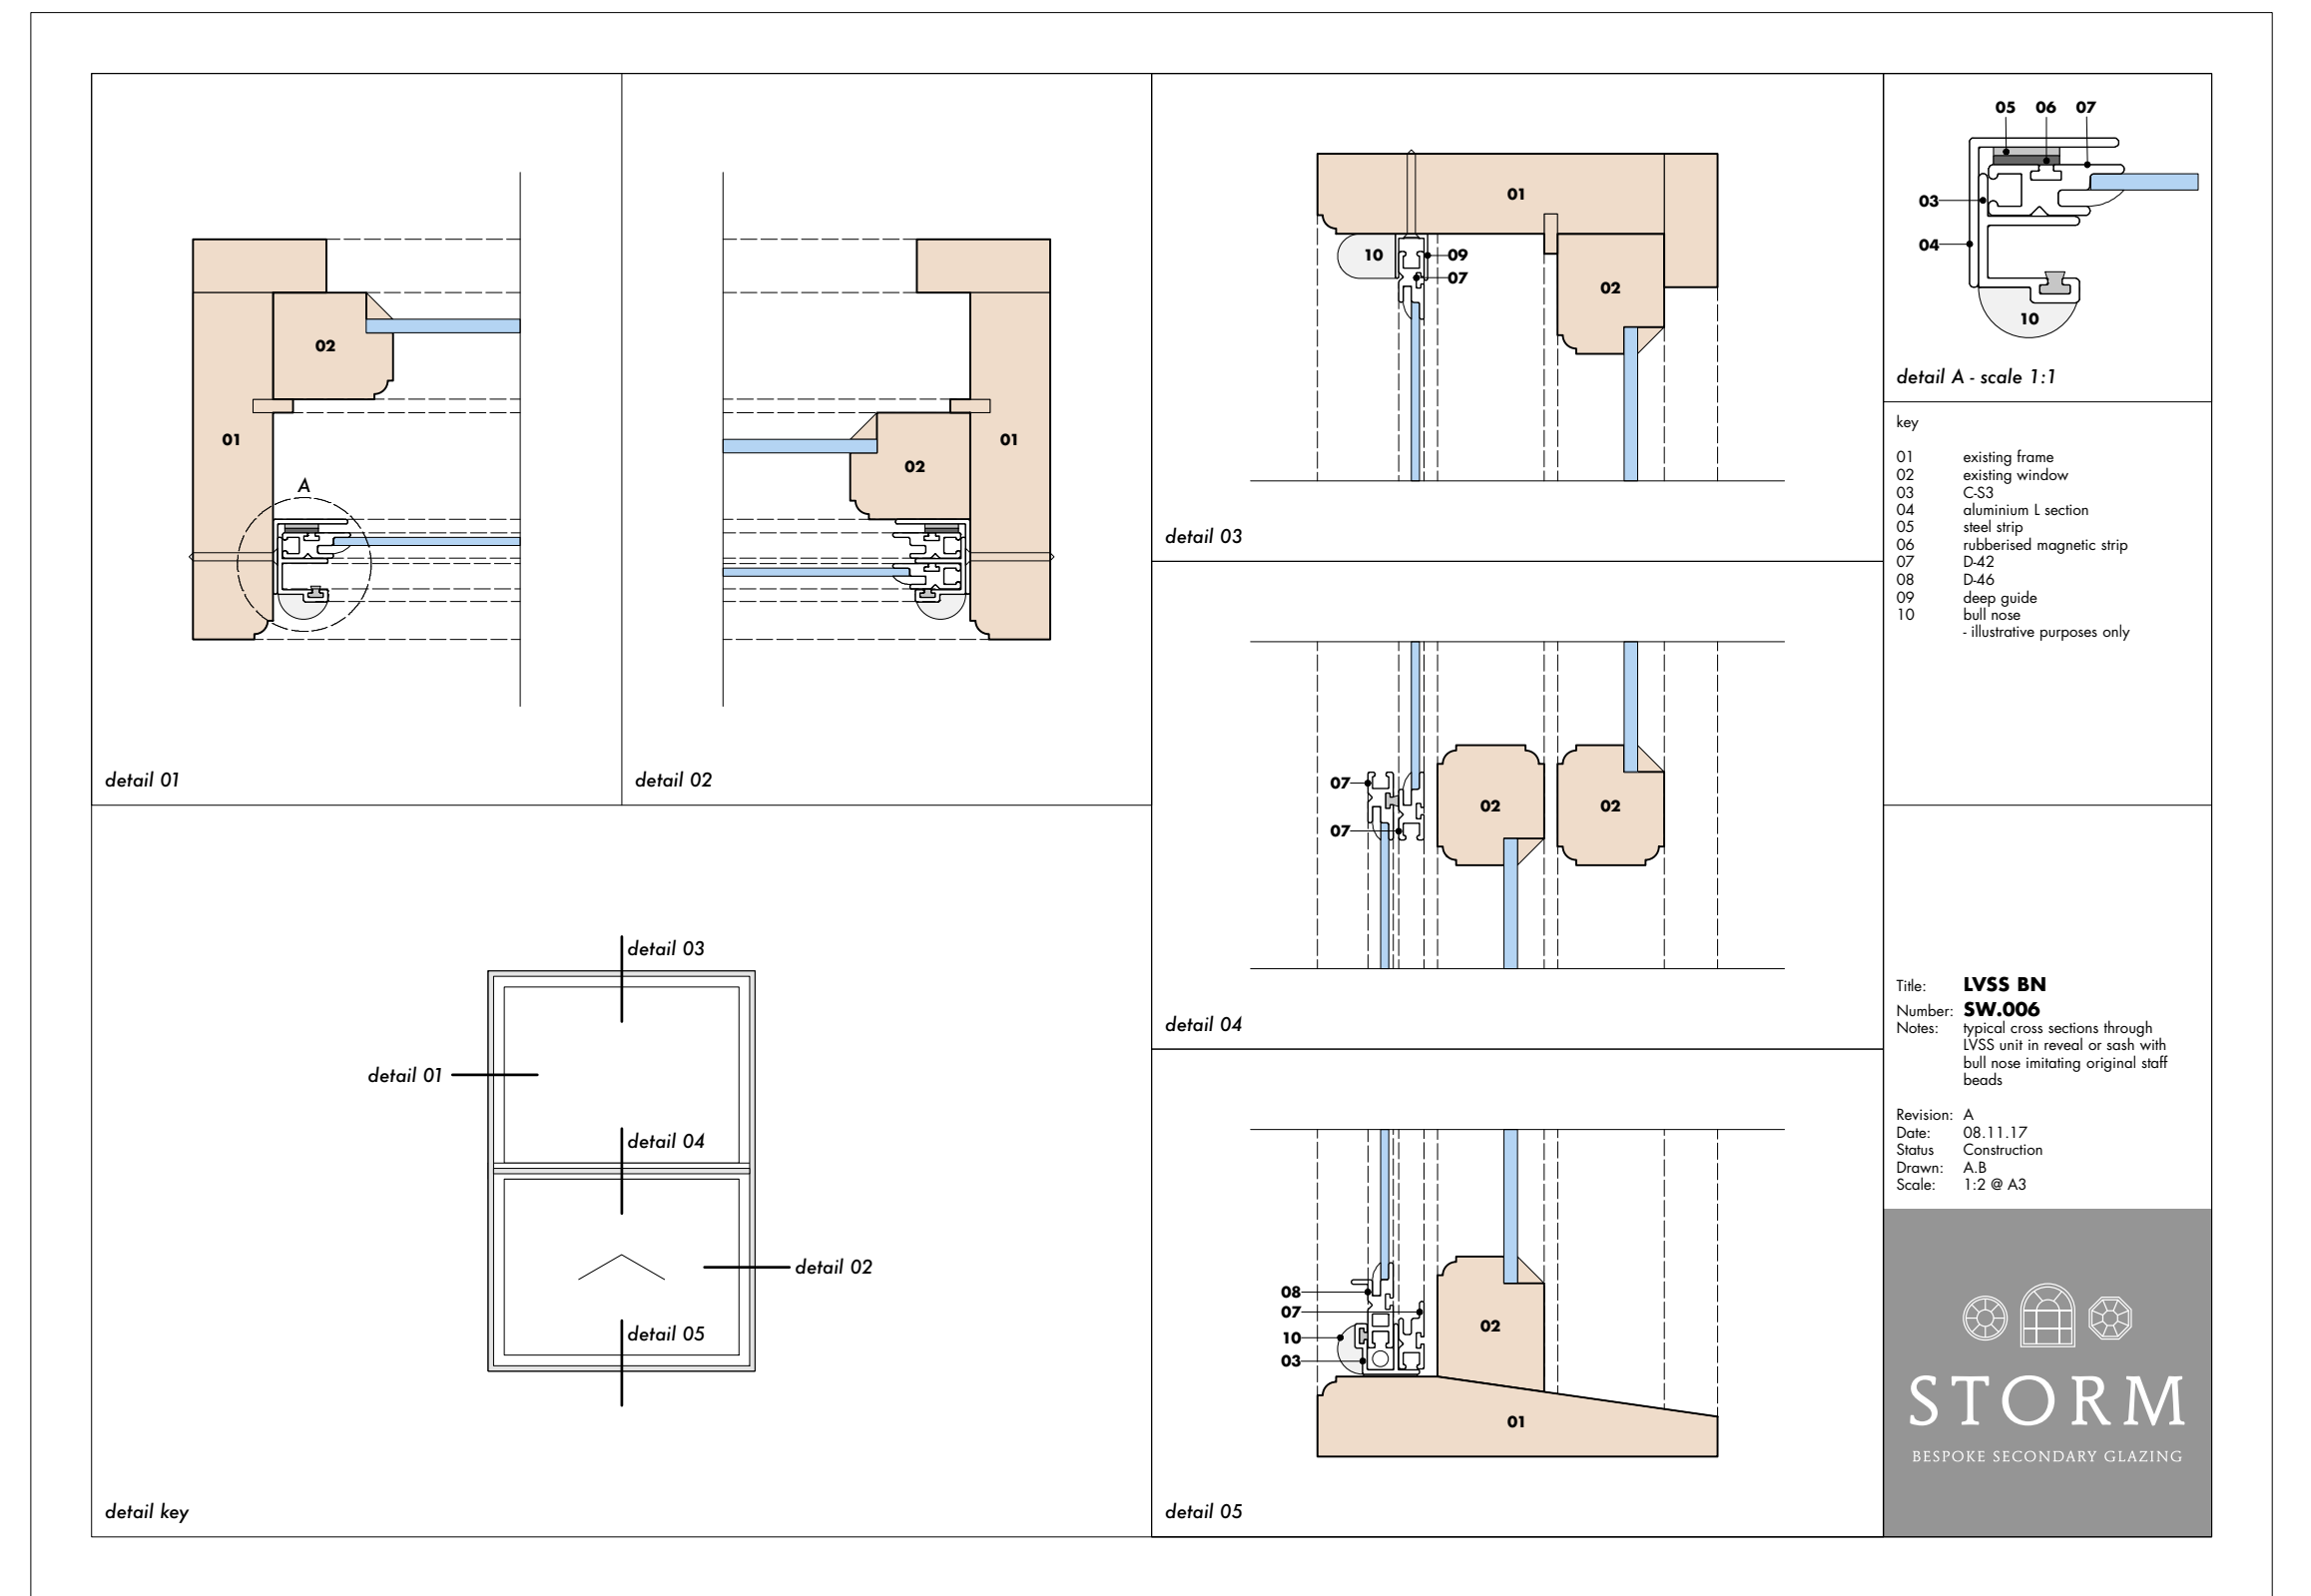 01
02
01
A
detail 01
02
01
detail 02
01
10
09
07
02
detail 03
05 06 07
03
04
10
detail A - scale 1:1
key
01 existing frame
02 existing window
03 C-S3
04 aluminium L section
05 steel strip
06 rubberised magnetic strip
07 D-42
08 D-46
09 deep guide
10 bull nose
- illustrative purposes only
07
07
02
02
detail 04
detail 03
detail 01
detail 04
detail 02
detail 05
detail key
08
07
10
03
02
01
detail 05
Title: LVSS BN
Number: SW.006
Notes: typical cross sections through
LVSS unit in reveal or sash with
bull nose imitating original staff
beads
Revision: A
Date: 08.11.17
Status Construction
Drawn: A.B
Scale: 1:2 @ A3
STORM
BESPOKE SECONDARY GLAZING